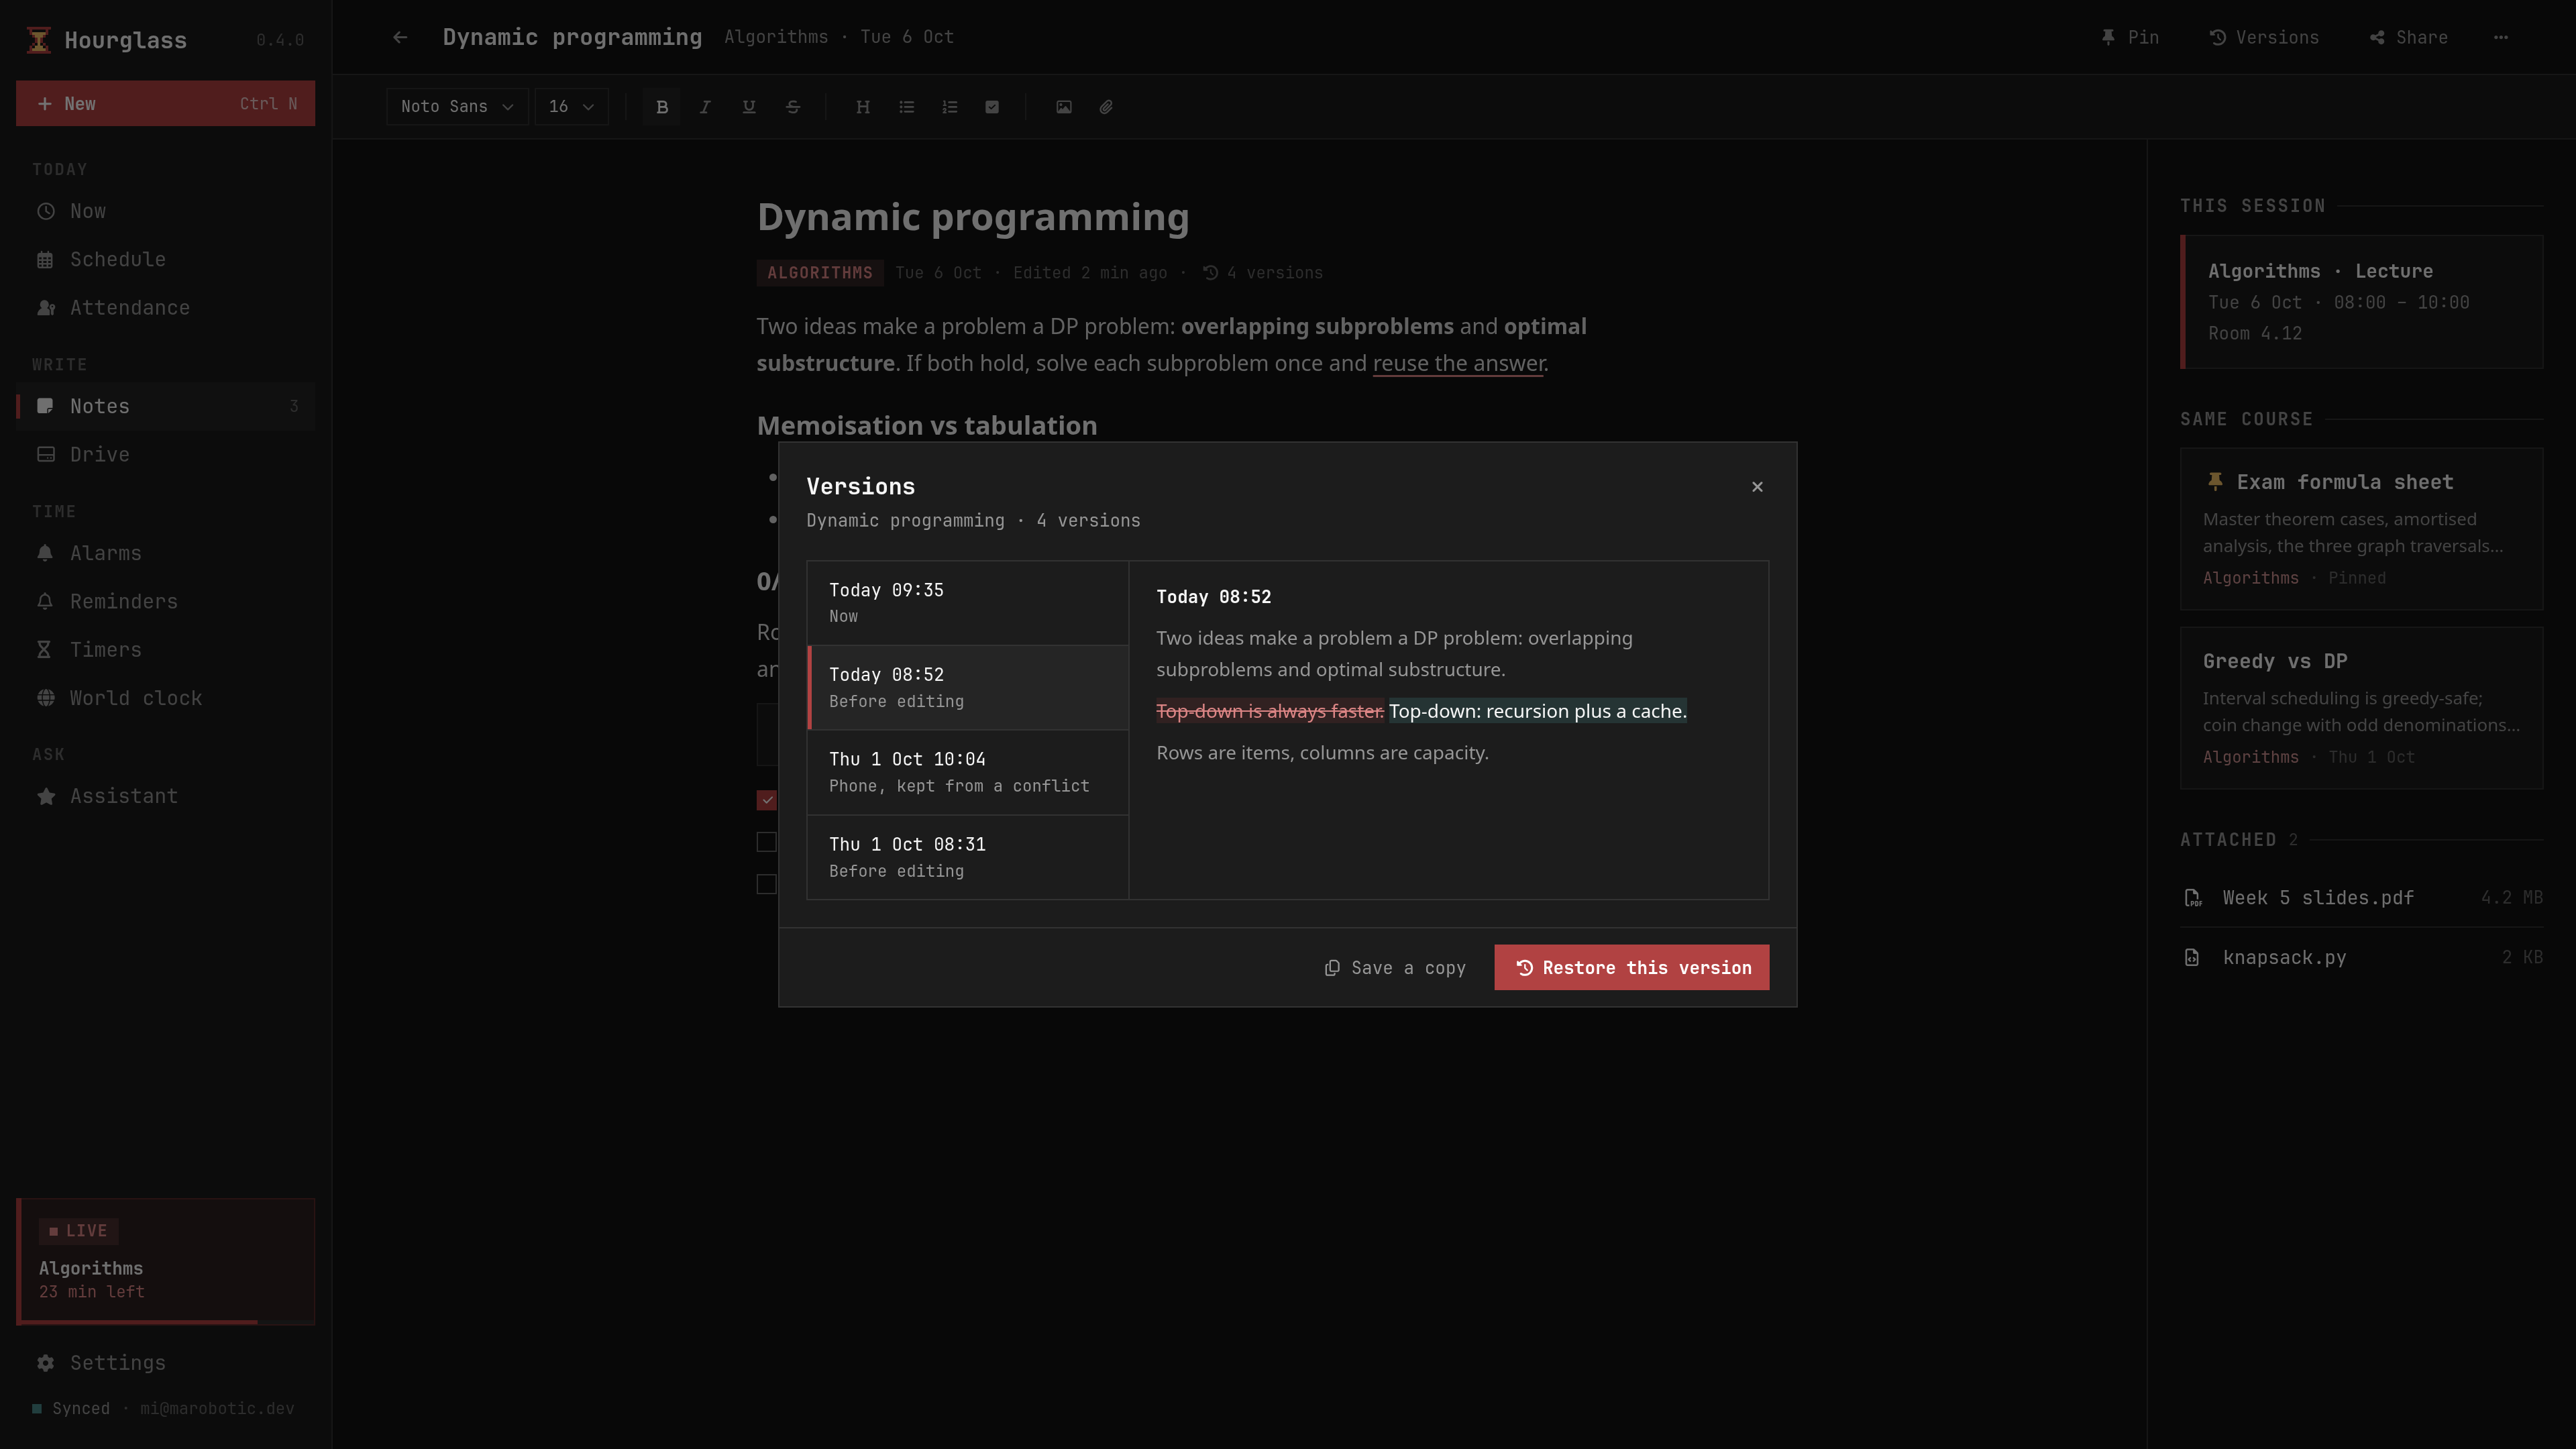 Hourglass 0.4.0
New Ctrl N
TODAY
Now
Schedule
Attendance
WRITE
Notes 3
Drive
TIME
Alarms
Reminders
Timers
World clock
ASK
Assistant
LIVE
Algorithms
23 min left
Settings
Synced · mi@marobotic.dev
Dynamic programming Algorithms · Tue 6 Oct
Pin Versions Share
Noto Sans 16 B I U S H
Dynamic programming
ALGORITHMS Tue 6 Oct · Edited 2 min ago · 4 versions
Two ideas make a problem a DP problem: overlapping subproblems and optimal
substructure. If both hold, solve each subproblem once and reuse the answer.
Memoisation vs tabulation
0/
Ro
an
Versions
Dynamic programming · 4 versions
Today 09:35
Now
Today 08:52
Before editing
Thu 1 Oct 10:04
Phone, kept from a conflict
Thu 1 Oct 08:31
Before editing
Today 08:52
Two ideas make a problem a DP problem: overlapping
subproblems and optimal substructure.
Top-down is always faster. Top-down: recursion plus a cache.
Rows are items, columns are capacity.
Save a copy Restore this version
THIS SESSION
Algorithms · Lecture
Tue 6 Oct · 08:00 – 10:00
Room 4.12
SAME COURSE
Exam formula sheet
Master theorem cases, amortised
analysis, the three graph traversals...
Algorithms · Pinned
Greedy vs DP
Interval scheduling is greedy-safe;
coin change with odd denominations...
Algorithms · Thu 1 Oct
ATTACHED 2
Week 5 slides.pdf 4.2 MB
knapsack.py 2 KB